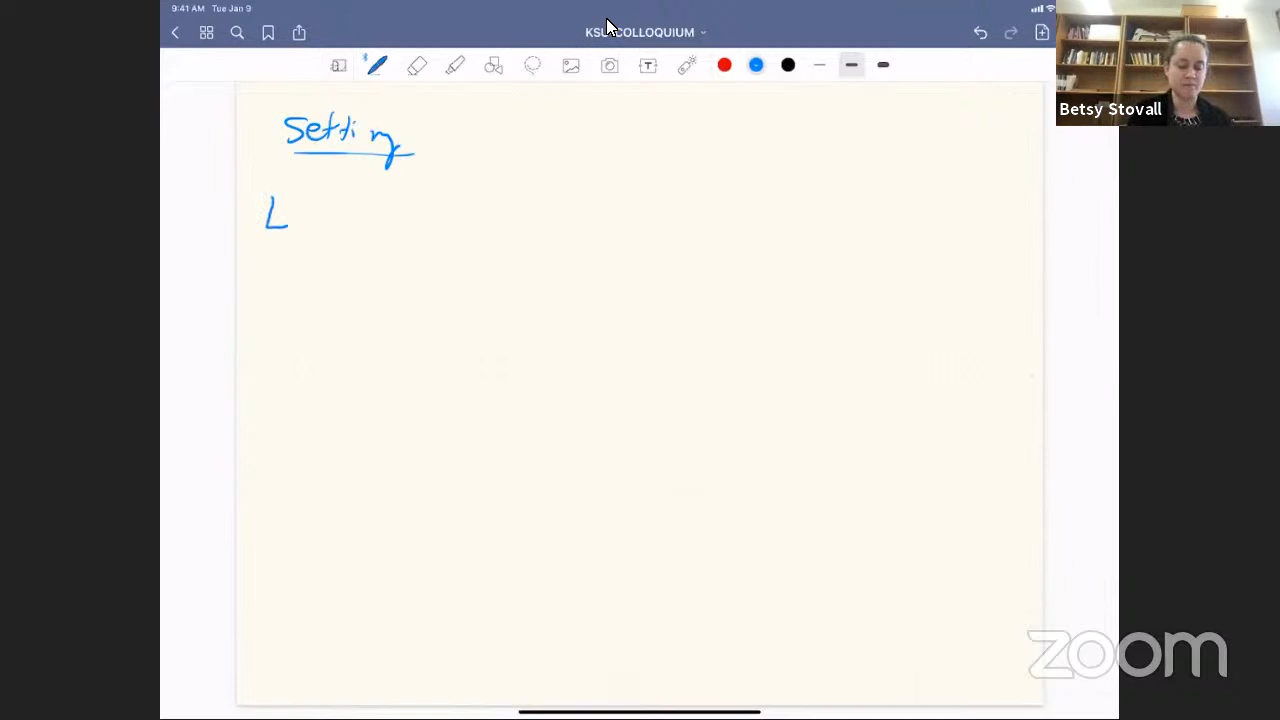 9:41 AM Tue Jan 9
KSU COLLOQUIUM
Betsy Stovall
Setting
L
zoom